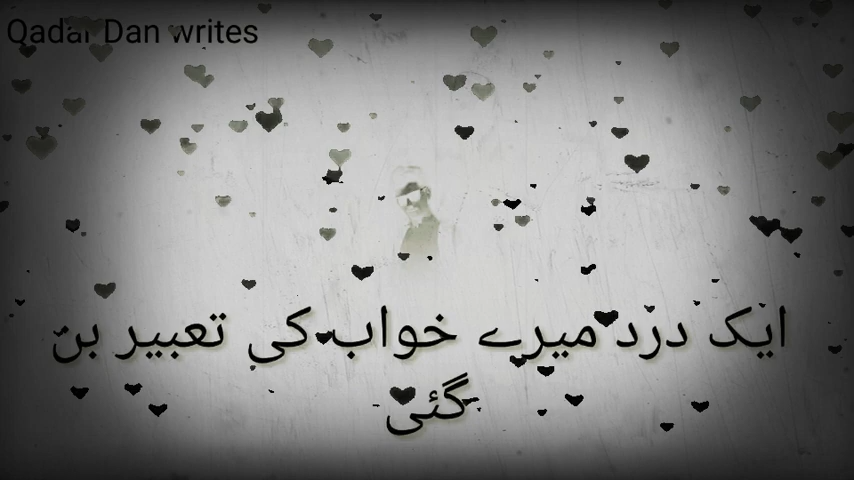 Qadar Dan writes
ایک درد میرے خواب کی تعبیر بن
گئی